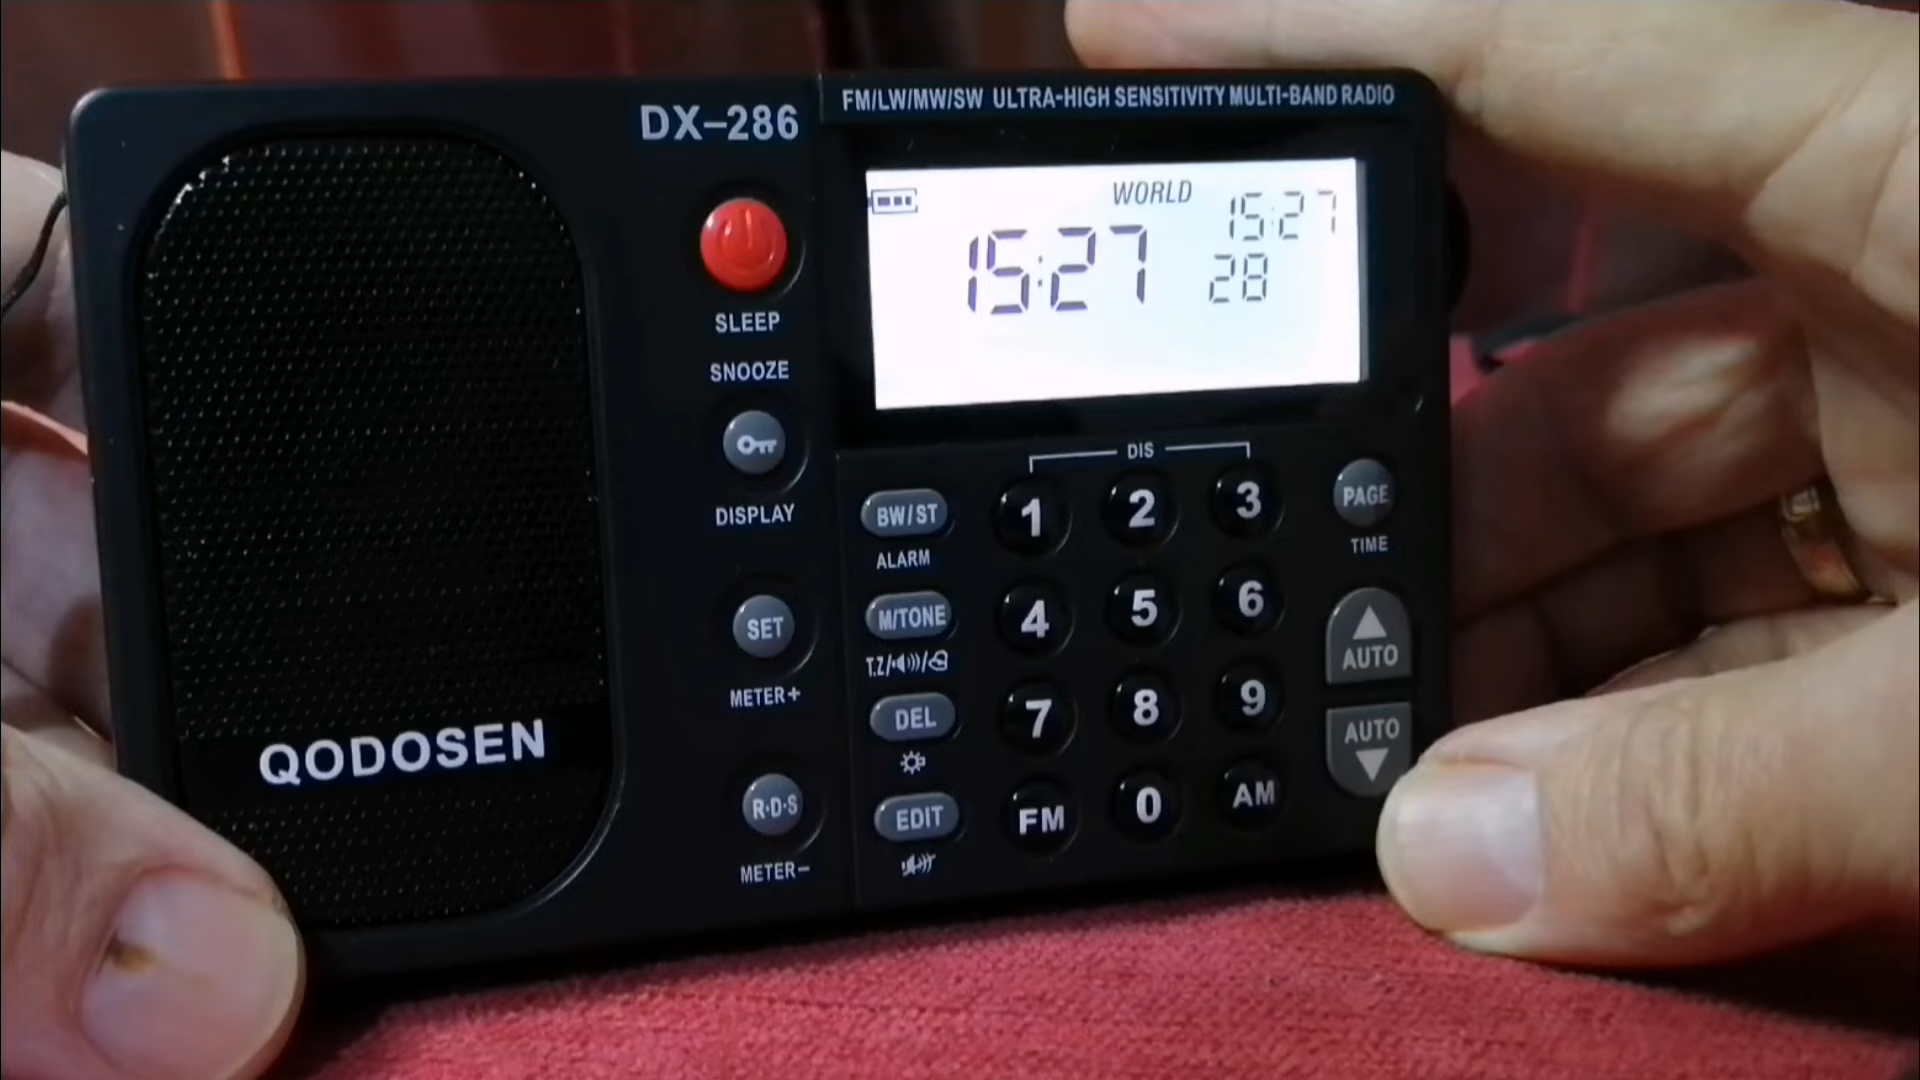 DX-286
FM/LW/MW/SW ULTRA-HIGH SENSITIVITY MULTI-BAND RADIO
WORLD
15:27
15:27
28
SLEEP
SNOOZE
DISPLAY
SET
METER+
R·D·S
METER-
QODOSEN
DIS
BW/ST
1
2
3
PAGE
ALARM
TIME
M/TONE
4
5
6
AUTO
T.Z/
DEL
7
8
9
AUTO
EDIT
FM
0
AM